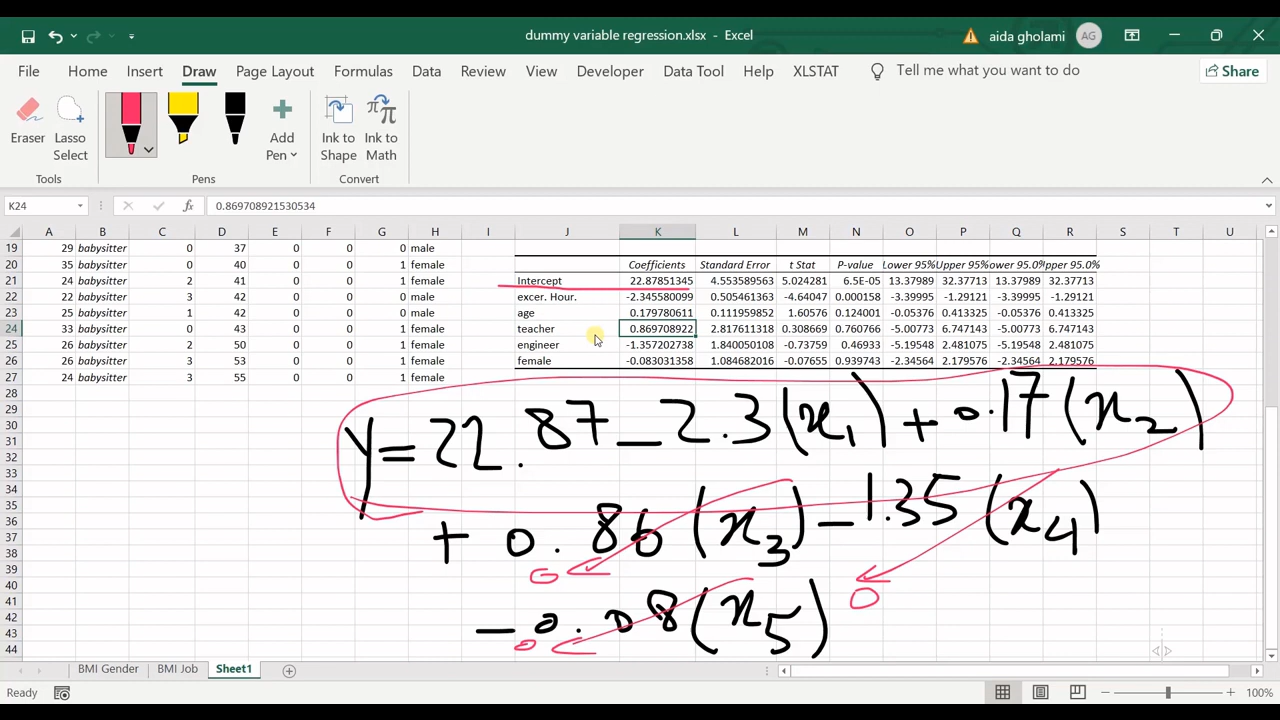 dummy variable regression.xlsx - Excel
aida gholami AG
File Home Insert Draw Page Layout Formulas Data Review View Developer Data Tool Help XLSTAT Tell me what you want to do Share
Eraser Lasso Select Add Pen Ink to Shape Ink to Math
Tools Pens Convert
K24 fx 0.869708921530534
A B C D E F G H I J K L M N O P Q R S T U
19 29 babysitter 0 37 0 0 0 male
20 35 babysitter 0 40 0 0 1 female Coefficients Standard Error t Stat P-value Lower 95% Upper 95% ower 95.0% pper 95.0%
21 24 babysitter 2 41 0 0 1 female Intercept 22.87851345 4.553589563 5.024281 6.5E-05 13.37989 32.37713 13.37989 32.37713
22 22 babysitter 3 42 0 0 0 male excer. Hour. -2.345580099 0.505461363 -4.64047 0.000158 -3.39995 -1.29121 -3.39995 -1.29121
23 25 babysitter 1 42 0 0 0 male age 0.179780611 0.111959852 1.60576 0.124001 -0.05376 0.413325 -0.05376 0.413325
24 33 babysitter 0 43 0 0 1 female teacher 0.869708922 2.817611318 0.308669 0.760766 -5.00773 6.747143 -5.00773 6.747143
25 26 babysitter 2 50 0 0 1 female engineer -1.357202738 1.840050108 -0.73759 0.46933 -5.19548 2.481075 -5.19548 2.481075
26 26 babysitter 3 53 0 0 1 female female -0.083031358 1.084682016 -0.07655 0.939743 -2.34564 2.179576 -2.34564 2.179576
27 24 babysitter 3 55 0 0 1 female
28
29
30
31
32
33
34
35
36
37
38
39
40
41
42
43
44
y = 22.87 - 2.3 (x1) + 0.17 (x2)
+ 0.86 (x3) - 1.35 (x4)
0
0
- 0.08 (x5)
0
BMI Gender BMI Job Sheet1
Ready 100%